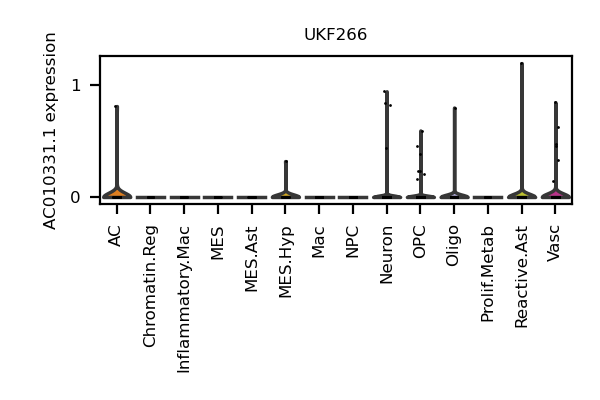 UKF266
AC010331.1 expression
1
0
AC
Chromatin.Reg
Inflammatory.Mac
MES
MES.Ast
MES.Hyp
Mac
NPC
Neuron
OPC
Oligo
Prolif.Metab
Reactive.Ast
Vasc